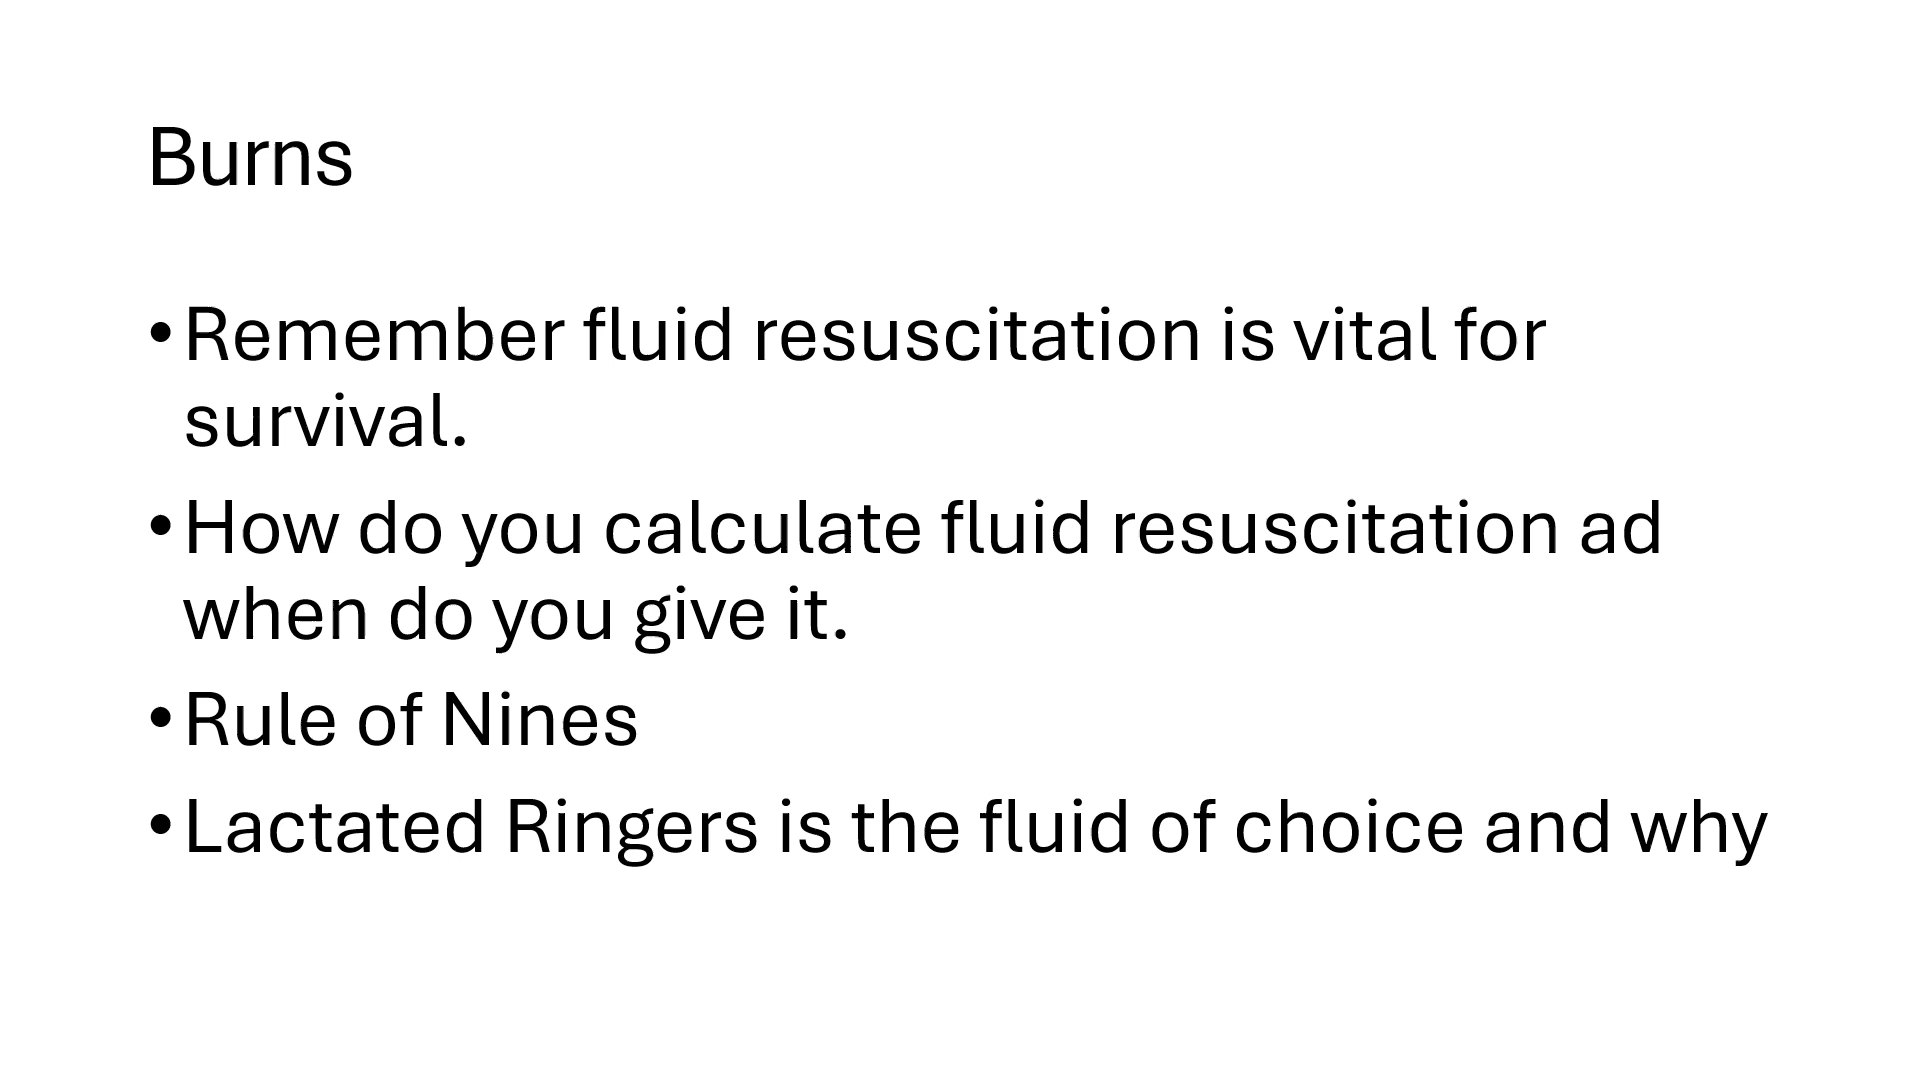 Burns
• Remember fluid resuscitation is vital for
survival.
• How do you calculate fluid resuscitation ad
when do you give it.
• Rule of Nines
• Lactated Ringers is the fluid of choice and why